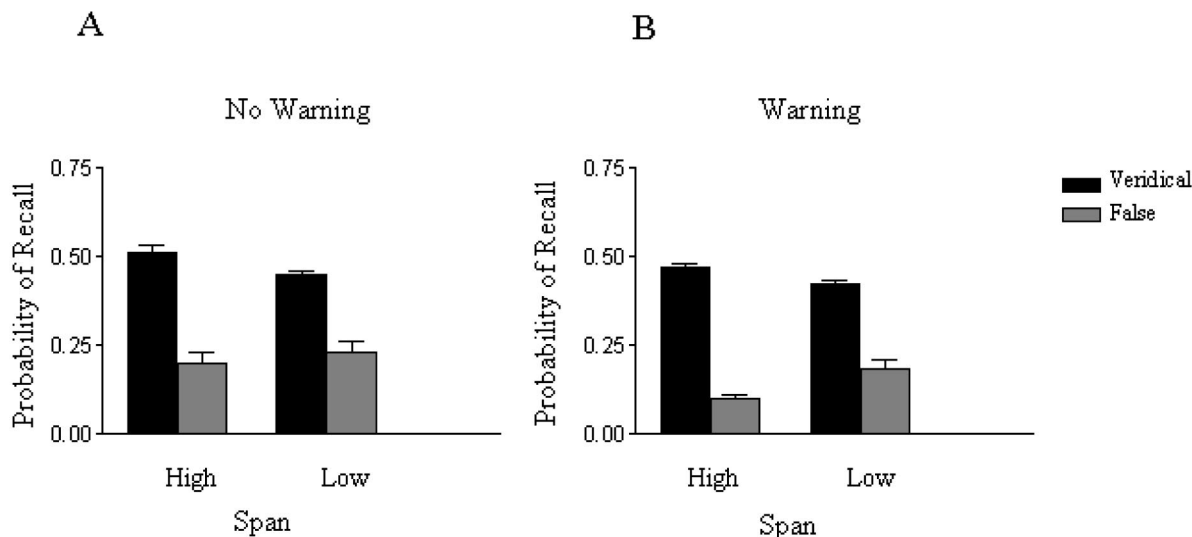 A
No Warning
Probability of Recall
0.75
0.50
0.25
0.00
High Low
Span
B
Warning
Probability of Recall
0.75
0.50
0.25
0.00
High Low
Span
Veridical
False